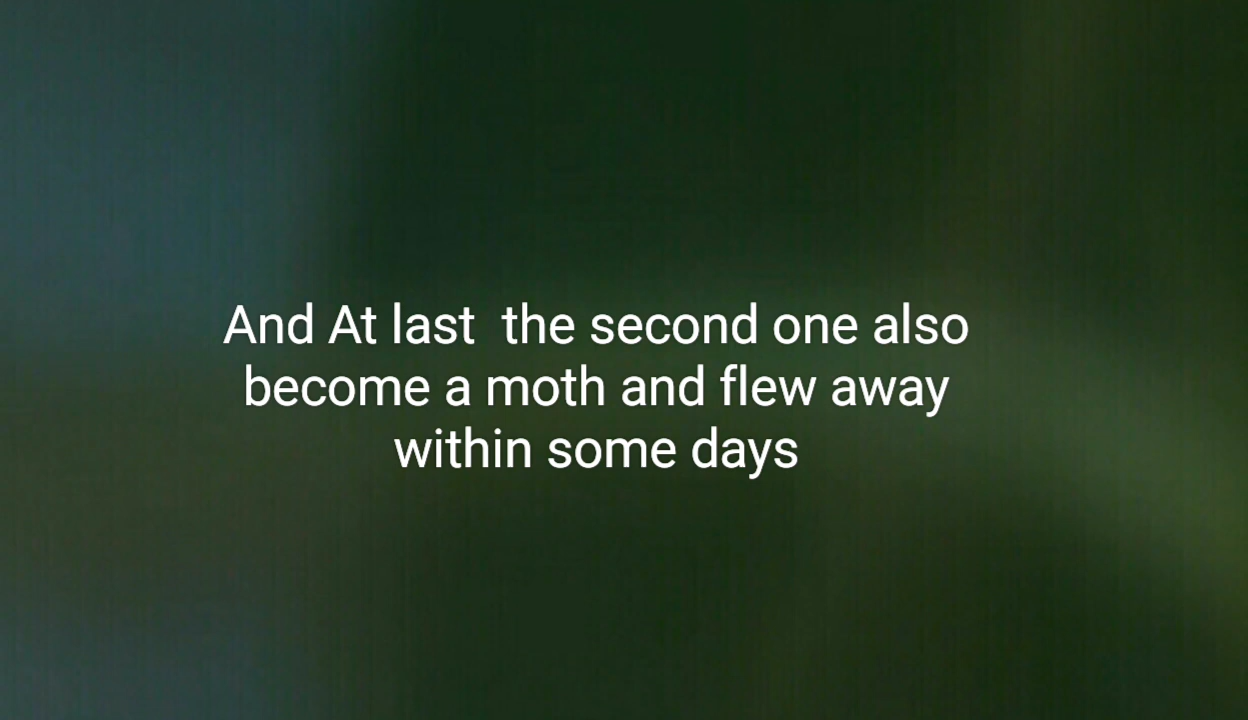 And At last  the second one also
become a moth and flew away
within some days